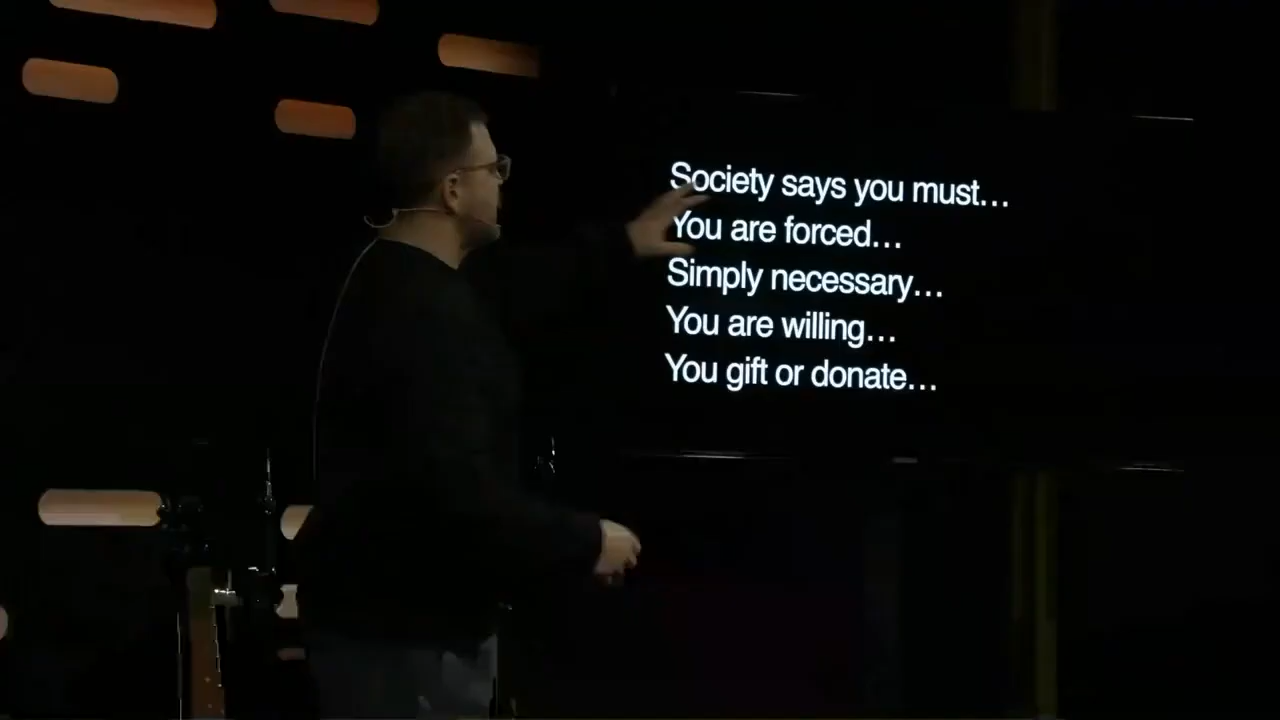 Society says you must…
You are forced…
Simply necessary…
You are willing…
You gift or donate…